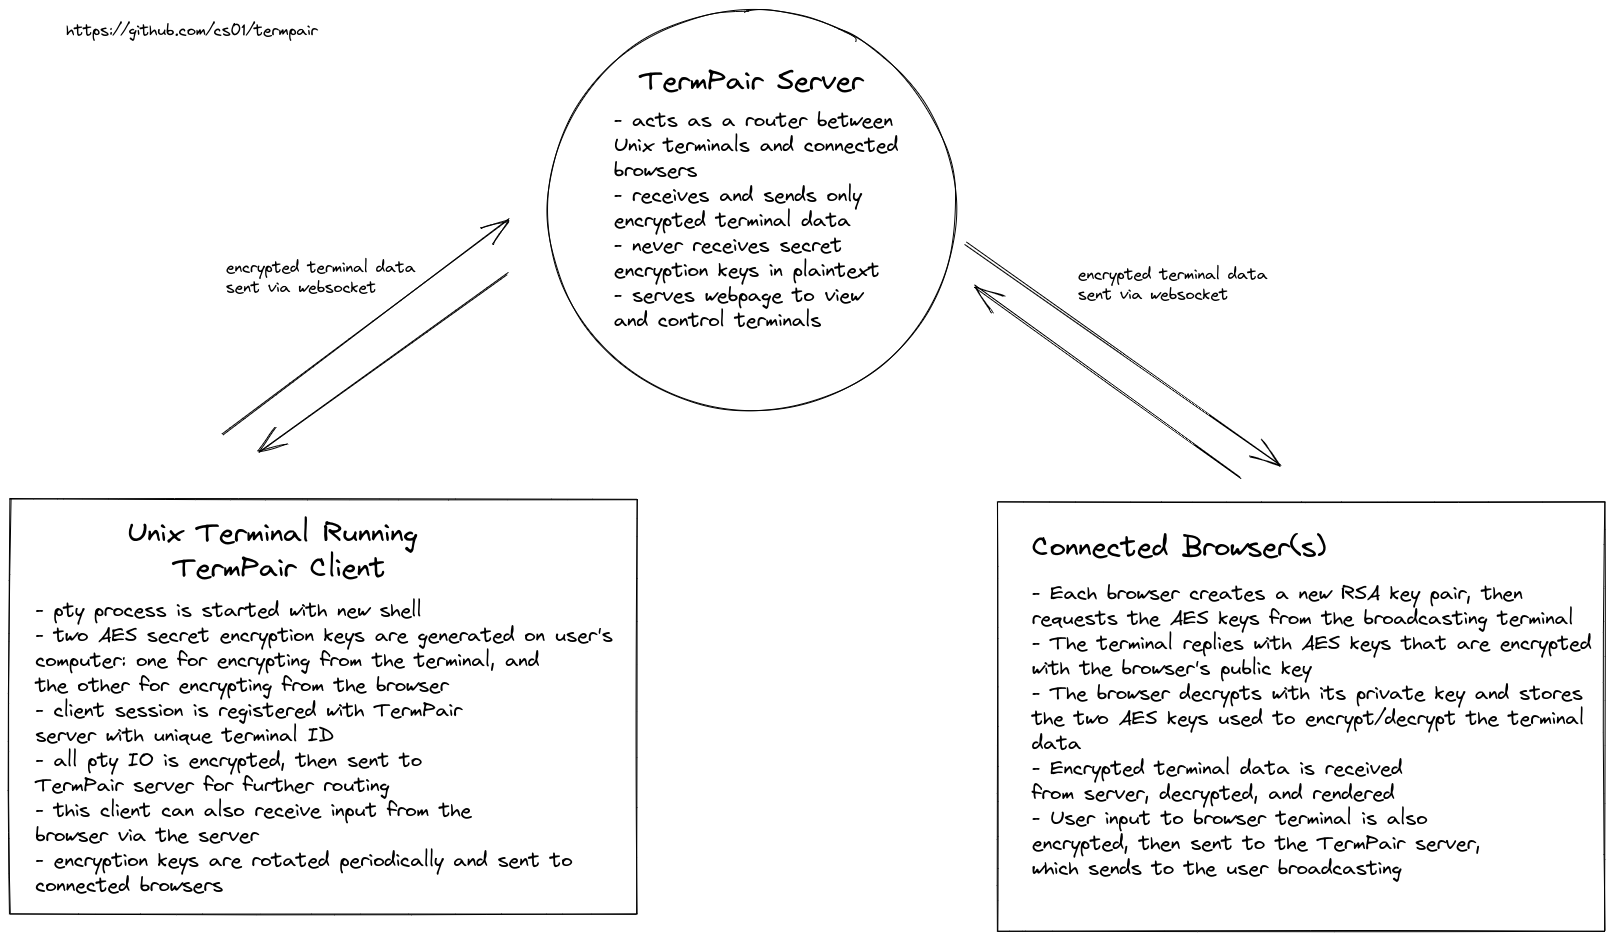 https://github.com/cs01/termpair
TermPair Server
- acts as a router between
Unix terminals and connected
browsers
- receives and sends only
encrypted terminal data
- never receives secret
encryption keys in plaintext
- serves webpage to view
and control terminals
encrypted terminal data
sent via websocket
encrypted terminal data
sent via websocket
Unix Terminal Running
TermPair Client
- pty process is started with new shell
- two AES secret encryption keys are generated on user's
computer: one for encrypting from the terminal, and
the other for encrypting from the browser
- client session is registered with TermPair
server with unique terminal ID
- all pty IO is encrypted, then sent to
TermPair server for further routing
- this client can also receive input from the
browser via the server
- encryption keys are rotated periodically and sent to
connected browsers
Connected Browser(s)
- Each browser creates a new RSA key pair, then
requests the AES keys from the broadcasting terminal
- The terminal replies with AES keys that are encrypted
with the browser's public key
- The browser decrypts with its private key and stores
the two AES keys used to encrypt/decrypt the terminal
data
- Encrypted terminal data is received
from server, decrypted, and rendered
- User input to browser terminal is also
encrypted, then sent to the TermPair server,
which sends to the user broadcasting